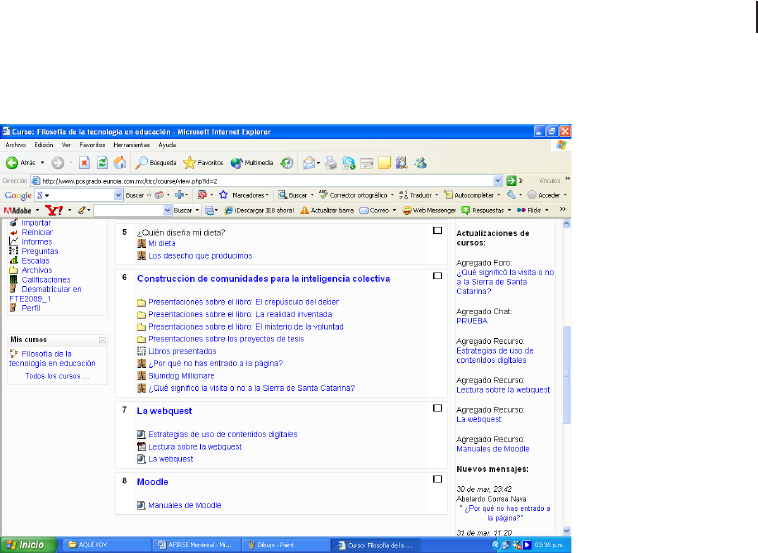 Curso: Filosofía de la tecnología en educación - Microsoft Internet Explorer
Archivo Edición Ver Favoritos Herramientas Ayuda
Atrás Búsqueda Favoritos Multimedia
Dirección http://www.posgrado.eunoia.com.mx/ticc/course/view.php?id=2 Ir Vínculos »
Google Buscar Marcadores Buscar Corrector ortográfico Traducir Autocompletar Acceder
Adobe Y! Buscar ¡Descargar IE8 ahora! Actualizar barra Correo Web Messenger Respuestas Flickr »
Importar
Reiniciar
Informes
Preguntas
Escalas
Archivos
Calificaciones
Desmatricular en
FTE2009_1
Perfil
Mis cursos
Filosofía de la
tecnología en educación
Todos los cursos ...
5 ¿Quién diseña mi dieta?
Mi dieta
Los desecho que producimos
6 Construcción de comunidades para la inteligencia colectiva
Presentaciones sobre el libro: El crepúsculo del deber
Presentaciones sobre el libro: La realidad inventada
Presentaciones sobre el libro: El misterio de la voluntad
Presentaciones sobre los proyectos de tesis
Libros presentados
¿Por qué no has entrado a la página?
Slumdog Millionare
¿Qué significó la visita o no a la Sierra de Santa Catarina?
7 La webquest
Estrategias de uso de contenidos digitales
Lectura sobre la webquest
La webquest
8 Moodle
Manuales de Moodle
Actualizaciones de
cursos:
Agregado Foro:
¿Qué significó la visita o no
a la Sierra de Santa
Catarina?
Agregado Chat:
PRUEBA
Agregado Recurso:
Estrategias de uso de
contenidos digitales
Agregado Recurso:
Lectura sobre la webquest
Agregado Recurso:
La webquest
Agregado Recurso:
Manuales de Moodle
Nuevos mensajes:
30 de mar, 23:42
Abelardo Correa Nava
" ¿Por qué no has entrado a
la página?"
31 de mar, 11:20
Inicio AQUI VOY AFIRSE Montréal - Mi... Dibujo - Paint Curso: Filosofía de la ... 03:36 p.m.